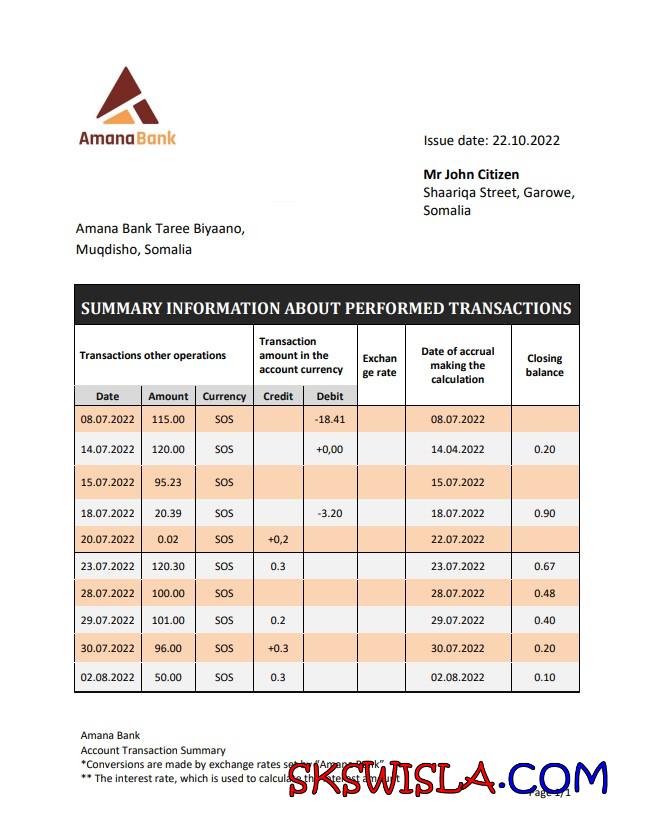 AmanaBank
Issue date: 22.10.2022
Mr John Citizen
Shaariqa Street, Garowe,
Somalia
Amana Bank Taree Biyaano,
Muqdisho, Somalia
SUMMARY INFORMATION ABOUT PERFORMED TRANSACTIONS
Transactions other operations Transaction amount in the account currency Exchan ge rate Date of accrual making the calculation Closing balance
Date Amount Currency Credit Debit
08.07.2022 115.00 SOS -18.41 08.07.2022
14.07.2022 120.00 SOS +0,00 14.04.2022 0.20
15.07.2022 95.23 SOS 15.07.2022
18.07.2022 20.39 SOS -3.20 18.07.2022 0.90
20.07.2022 0.02 SOS +0,2 22.07.2022
23.07.2022 120.30 SOS 0.3 23.07.2022 0.67
28.07.2022 100.00 SOS 28.07.2022 0.48
29.07.2022 101.00 SOS 0.2 29.07.2022 0.40
30.07.2022 96.00 SOS +0.3 30.07.2022 0.20
02.08.2022 50.00 SOS 0.3 02.08.2022 0.10
Amana Bank
Account Transaction Summary
*Conversions are made by exchange rates set by "Amana Bank"
** The interest rate, which is used to calculate the interest amount
SKSWISLA.COM
Page 1/1